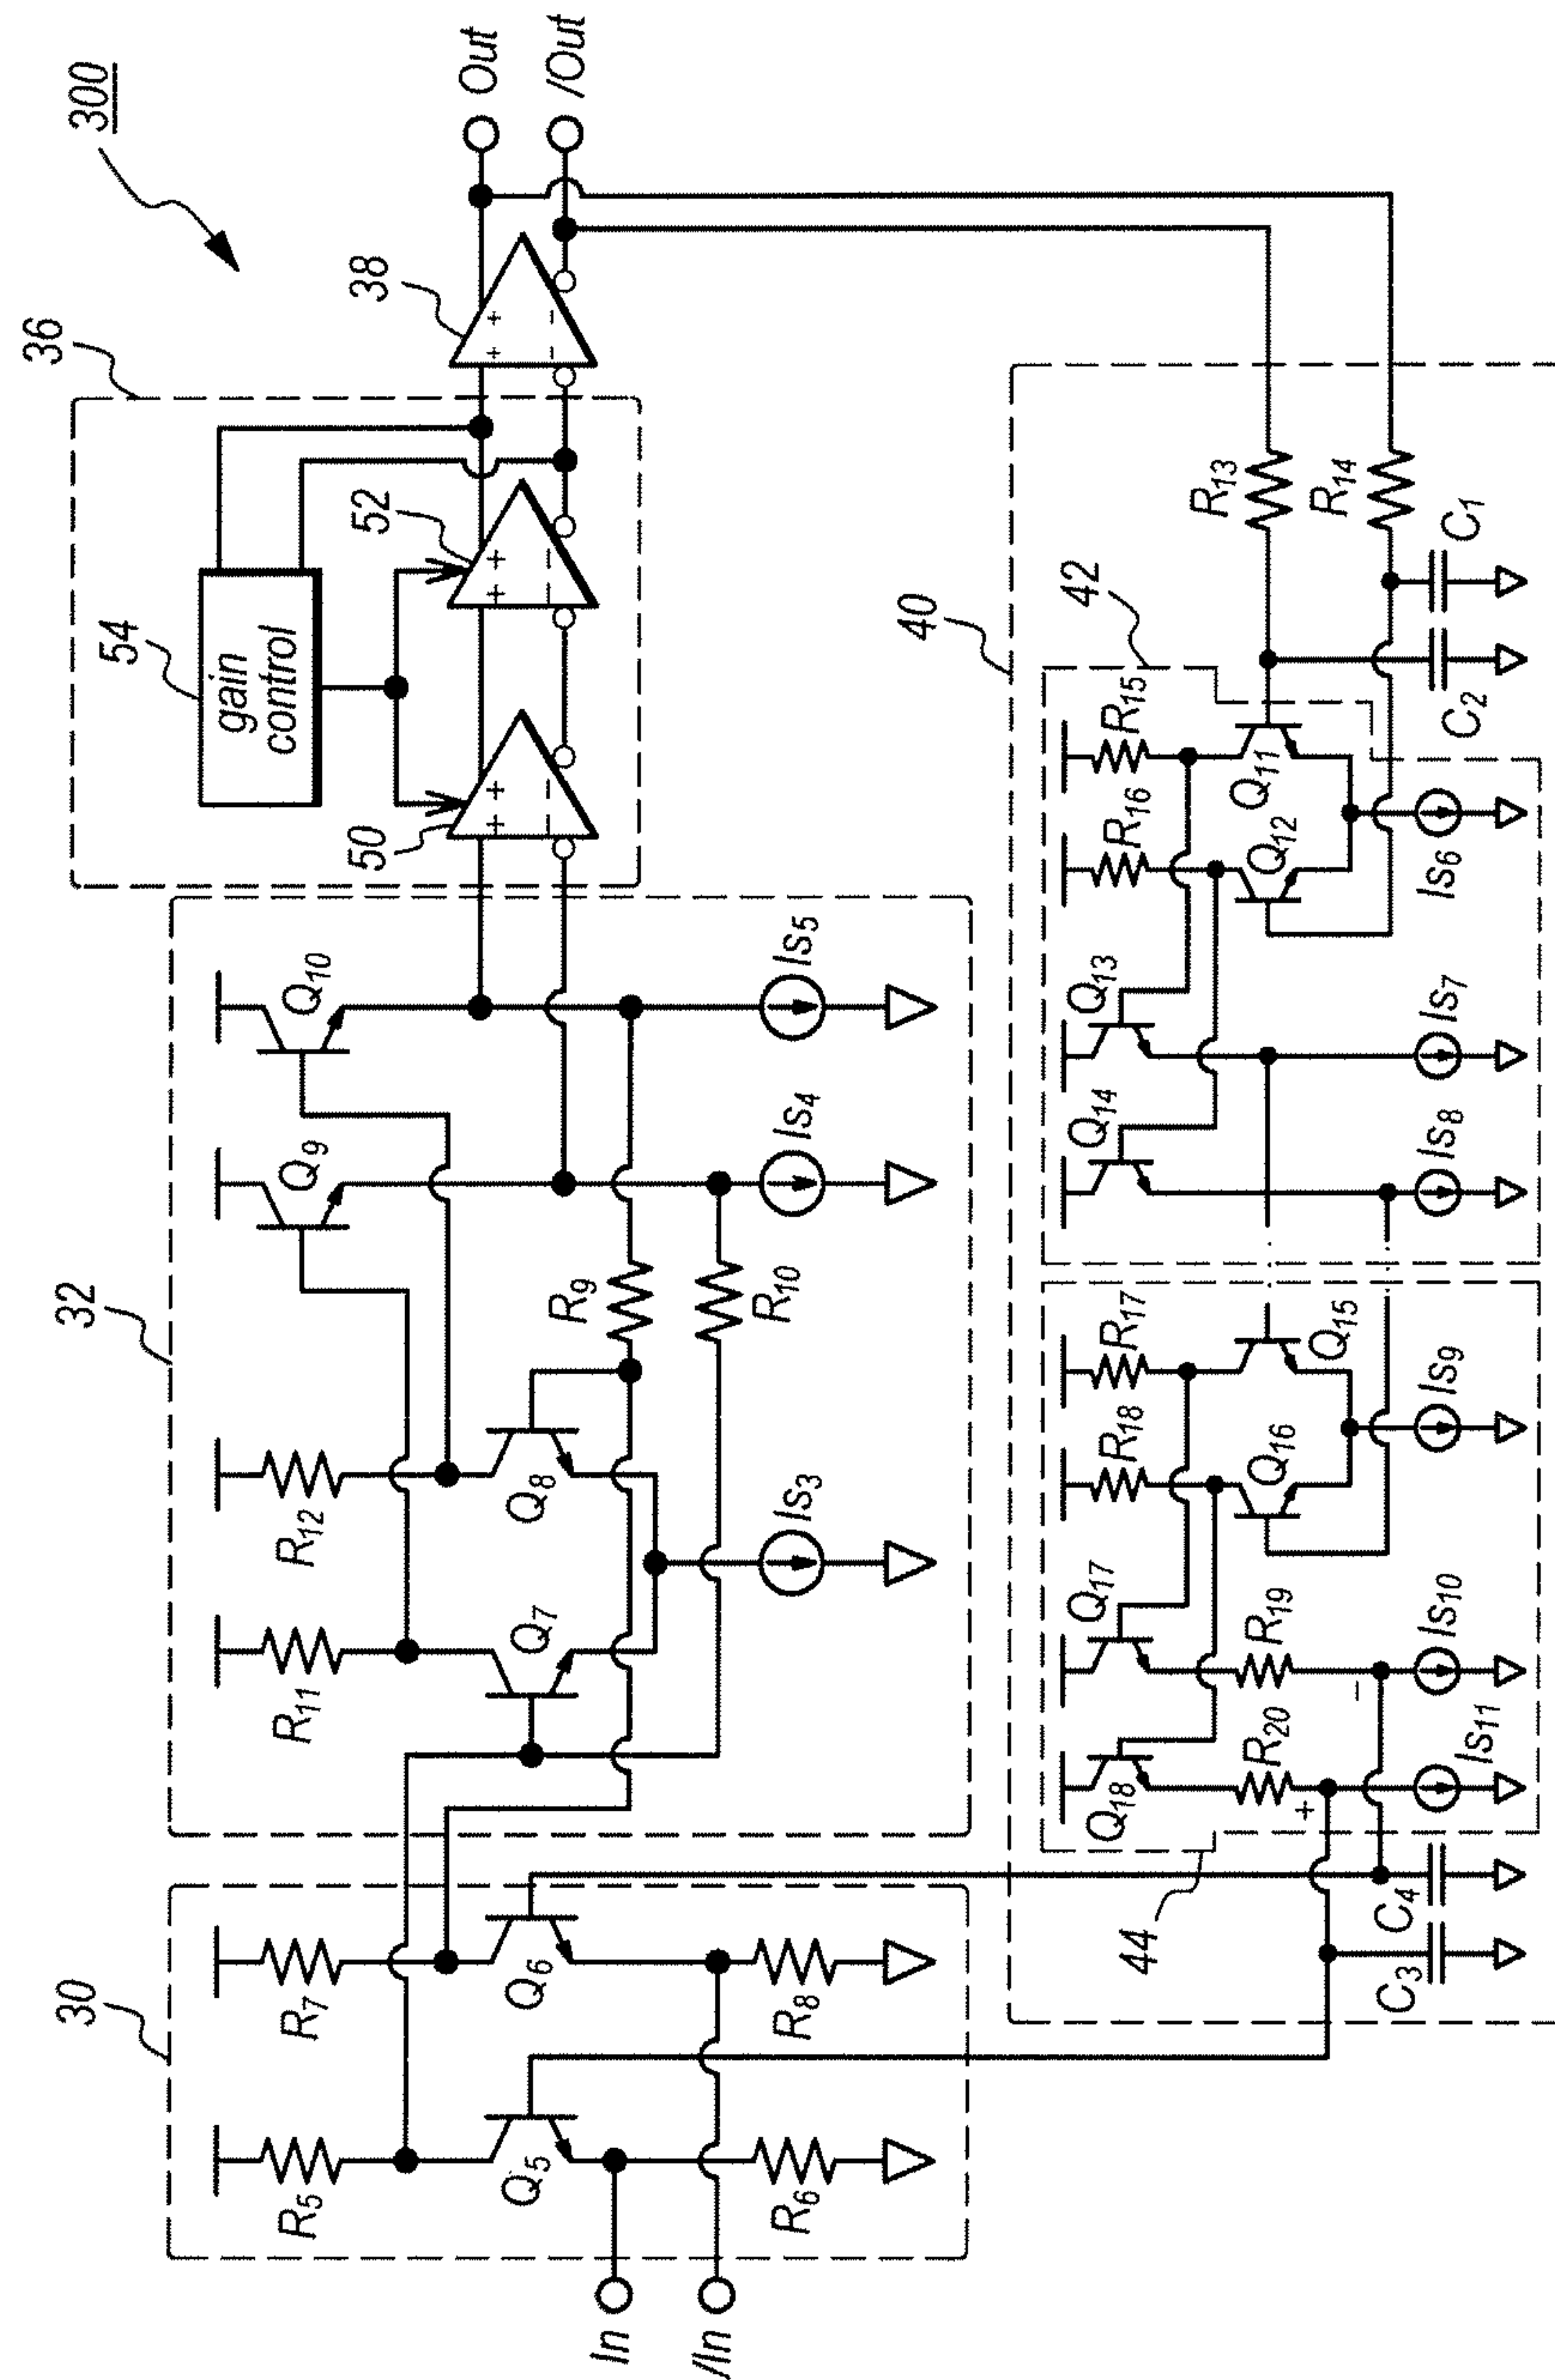 300
36
38
Out
/Out
54
gain
control
52
50
+ +
− −
+ +
− −
+ +
− −
32
Q10
Q9
R12
R11
Q8
Q7
R9
R10
Is3
Is4
Is5
30
R7
R5
Q6
Q5
R8
R6
In
/In
40
42
R13
R14
C1
C2
R15
R16
Q11
Q12
Is6
Q13
Q14
Is7
Is8
R17
R18
Q15
Q16
Is9
Q17
Q18
R19
R20
−
+
Is10
Is11
44
C4
C3